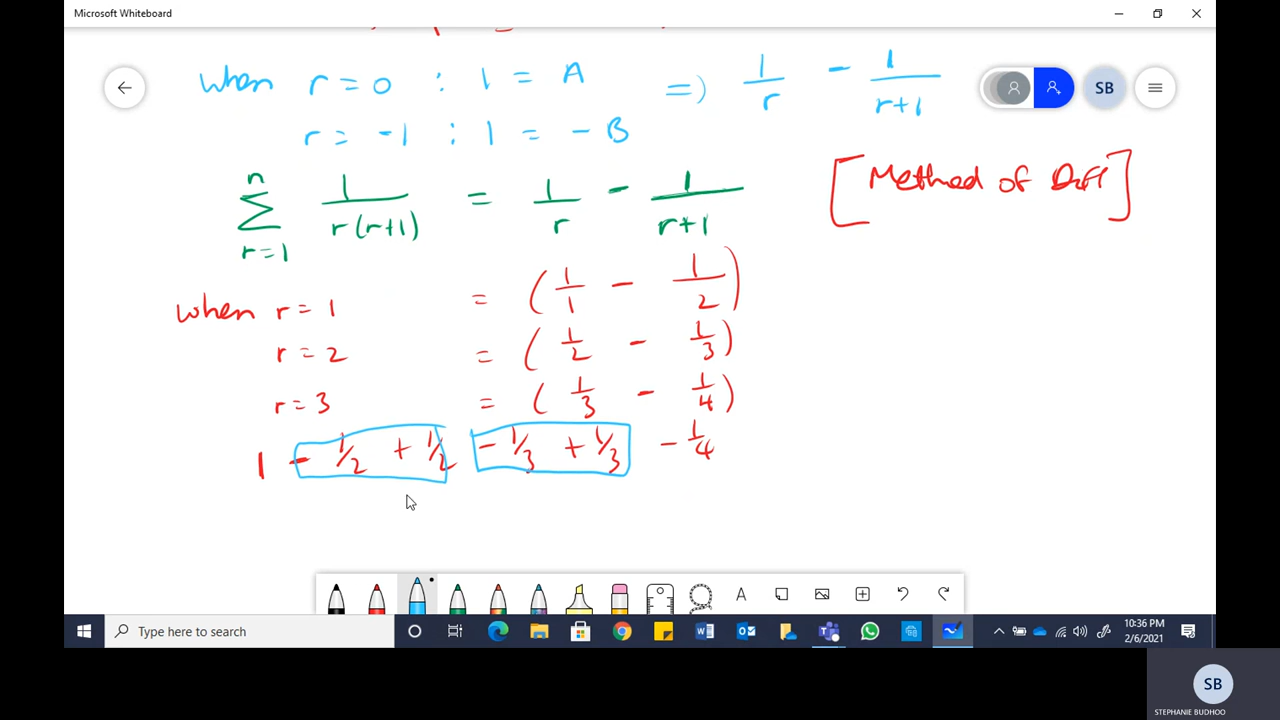 Microsoft Whiteboard
when r = 0 : 1 = A => 1/r - 1/(r+1)
r = -1 : 1 = -B
[Method of Diff]
n
Σ 1/(r(r+1)) = 1/r - 1/(r+1)
r=1
when r = 1 = (1/1 - 1/2)
r = 2 = (1/2 - 1/3)
r = 3 = (1/3 - 1/4)
1 - 1/2 + 1/2 - 1/3 + 1/3 - 1/4
SB
A
Type here to search
10:36 PM
2/6/2021
SB
STEPHANIE BUDHOO